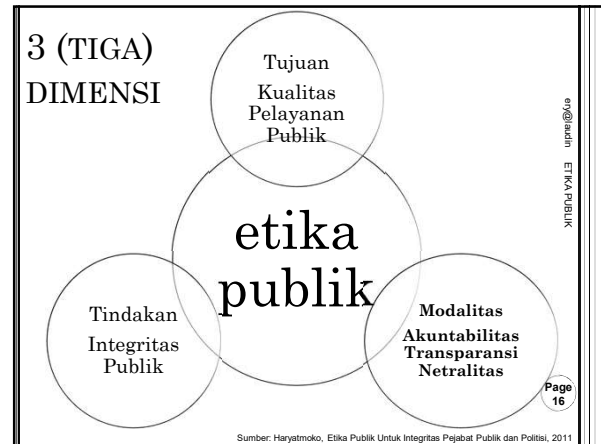 3 (TIGA)
DIMENSI
Tujuan
Kualitas
Pelayanan
Publik
etika
publik
Tindakan
Integritas
Publik
Modalitas
Akuntabilitas
Transparansi
Netralitas
ery@laudin ETIKA PUBLIK
Page
16
Sumber: Haryatmoko, Etika Publik Untuk Integritas Pejabat Publik dan Politisi, 2011